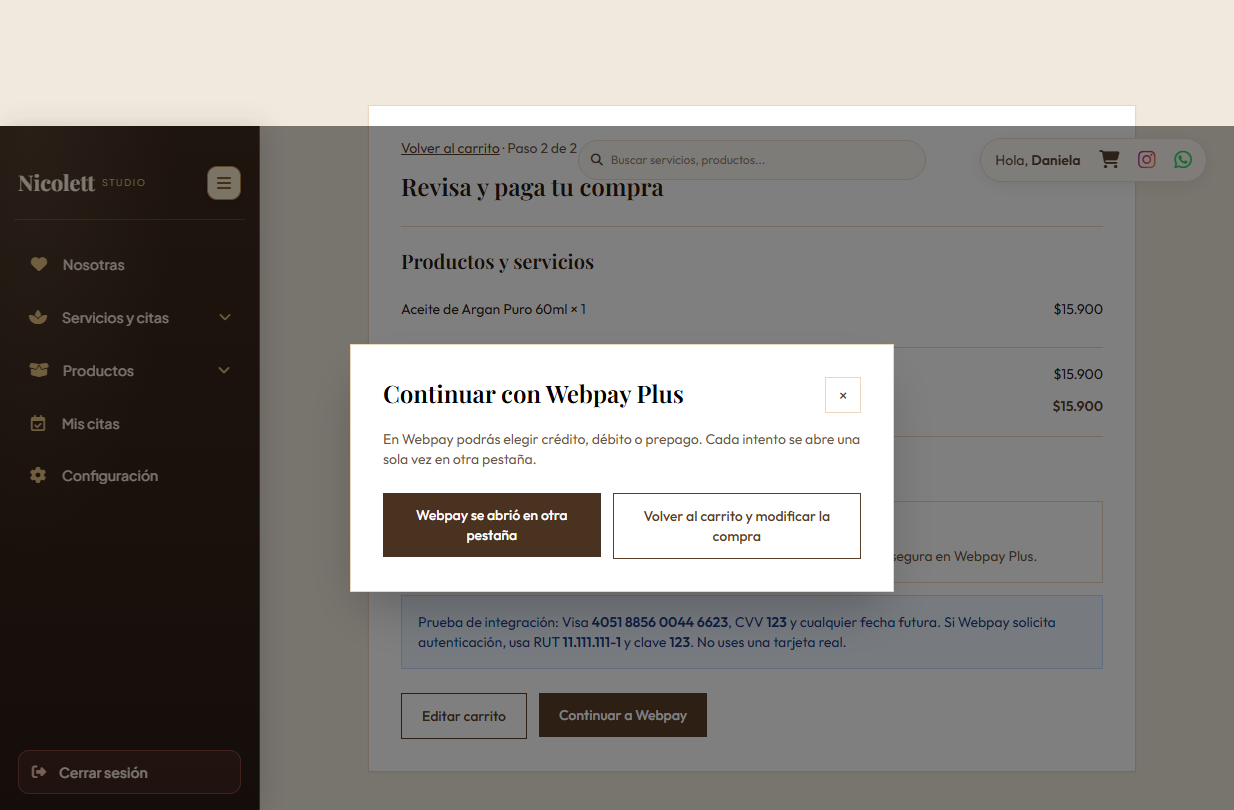 Volver al carrito · Paso 2 de 2
Buscar servicios, productos...
Hola, Daniela
Nicolett STUDIO
Revisa y paga tu compra
Nosotras
Servicios y citas
Productos
Mis citas
Configuración
Cerrar sesión
Productos y servicios
Aceite de Argan Puro 60ml × 1 $15.900
$15.900
$15.900
Continuar con Webpay Plus
×
En Webpay podrás elegir crédito, débito o prepago. Cada intento se abre una
sola vez en otra pestaña.
Webpay se abrió en otra
pestaña
Volver al carrito y modificar la
compra
segura en Webpay Plus.
Prueba de integración: Visa 4051 8856 0044 6623, CVV 123 y cualquier fecha futura. Si Webpay solicita
autenticación, usa RUT 11.111.111-1 y clave 123. No uses una tarjeta real.
Editar carrito
Continuar a Webpay